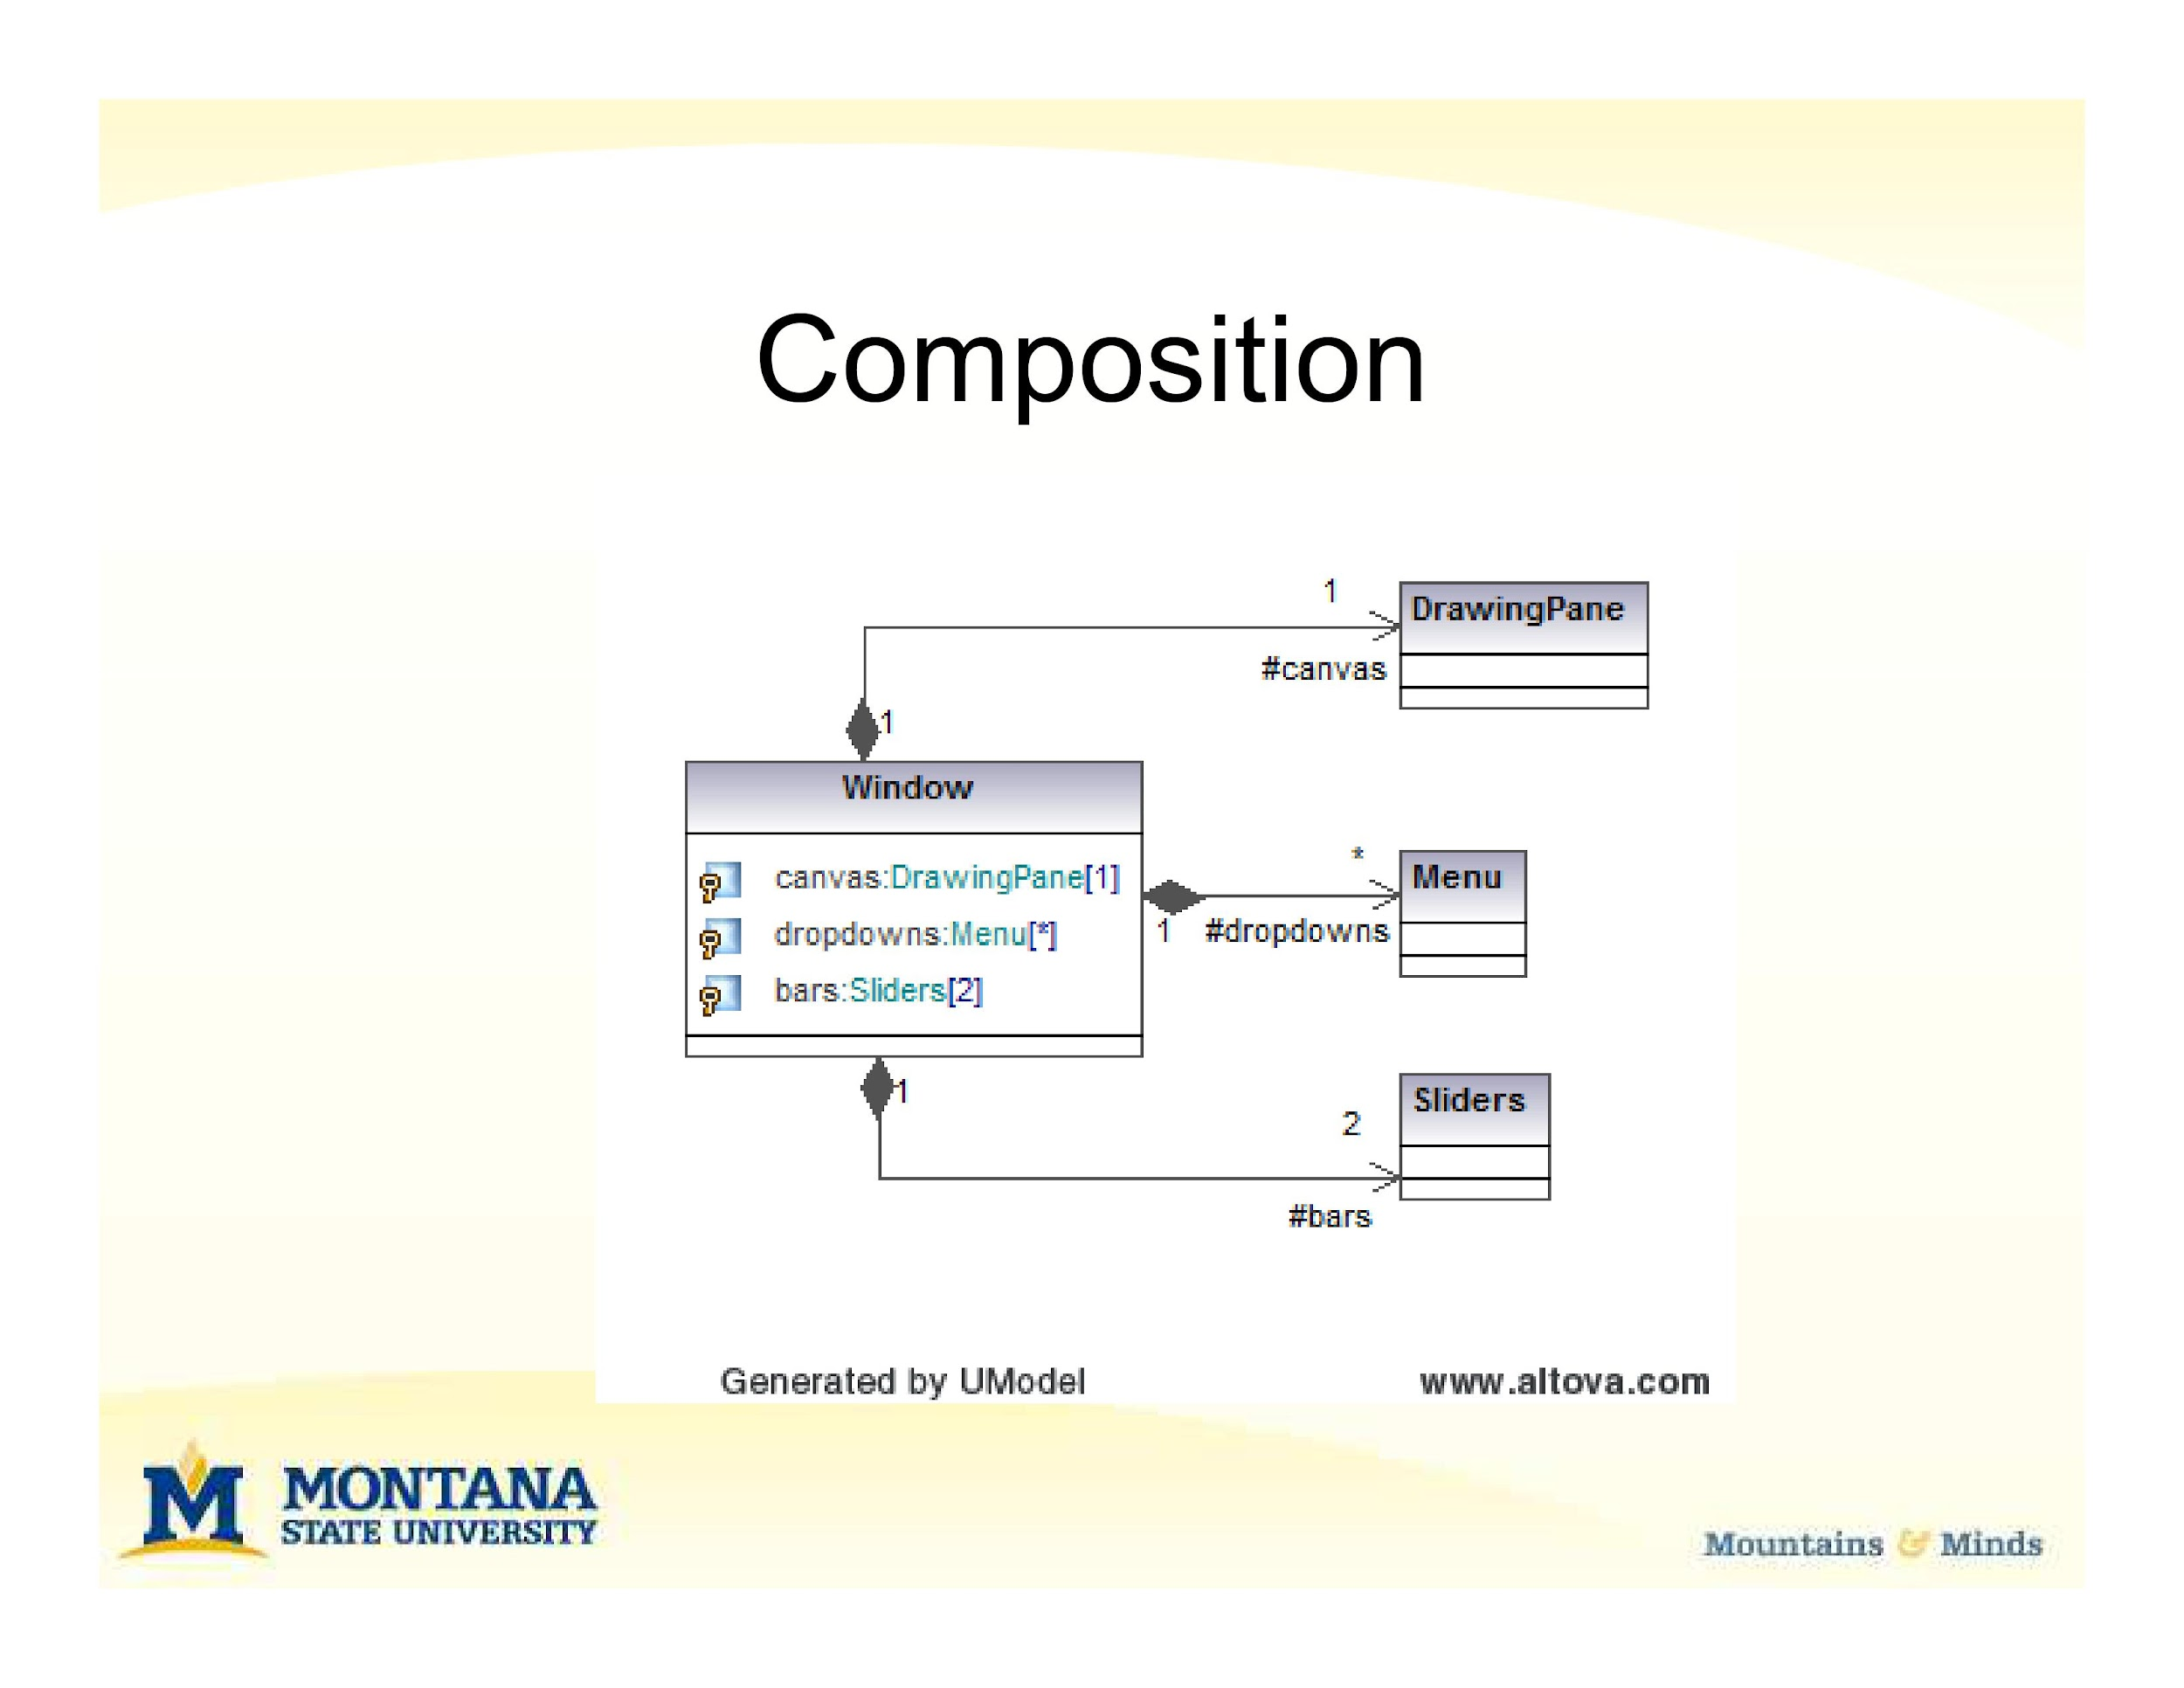 Composition
1
DrawingPane
#canvas
1
Window
canvas:DrawingPane[1]
dropdowns:Menu[*]
bars:Sliders[2]
*
Menu
1
#dropdowns
1
Sliders
2
#bars
Generated by UModel
www.altova.com
M
MONTANA
STATE UNIVERSITY
Mountains & Minds